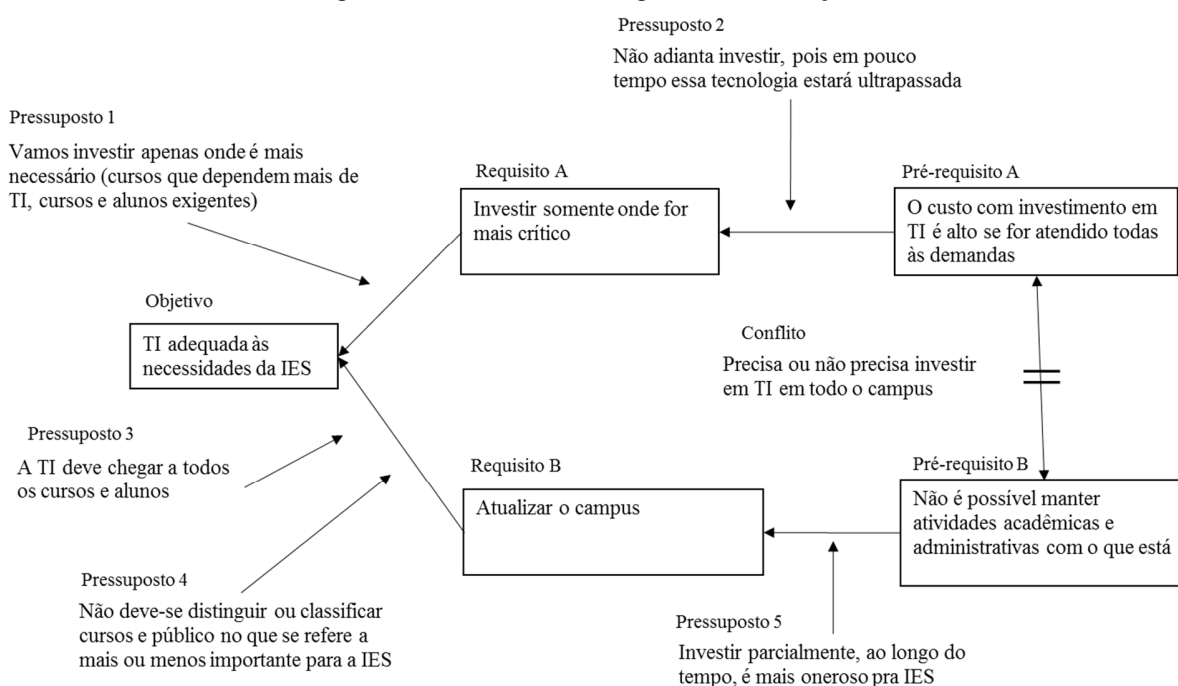 Pressuposto 2
Não adianta investir, pois em pouco
tempo essa tecnologia estará ultrapassada
Pressuposto 1
Vamos investir apenas onde é mais
necessário (cursos que dependem mais de
TI, cursos e alunos exigentes)
Requisito A
Investir somente onde for
mais crítico
Pré-requisito A
O custo com investimento em
TI é alto se for atendido todas
às demandas
Objetivo
TI adequada às
necessidades da IES
Conflito
Precisa ou não precisa investir
em TI em todo o campus
Pressuposto 3
A TI deve chegar a todos
os cursos e alunos
Requisito B
Atualizar o campus
Pré-requisito B
Não é possível manter
atividades acadêmicas e
administrativas com o que está
Pressuposto 4
Não deve-se distinguir ou classificar
cursos e público no que se refere a
mais ou menos importante para a IES
Pressuposto 5
Investir parcialmente, ao longo do
tempo, é mais oneroso pra IES